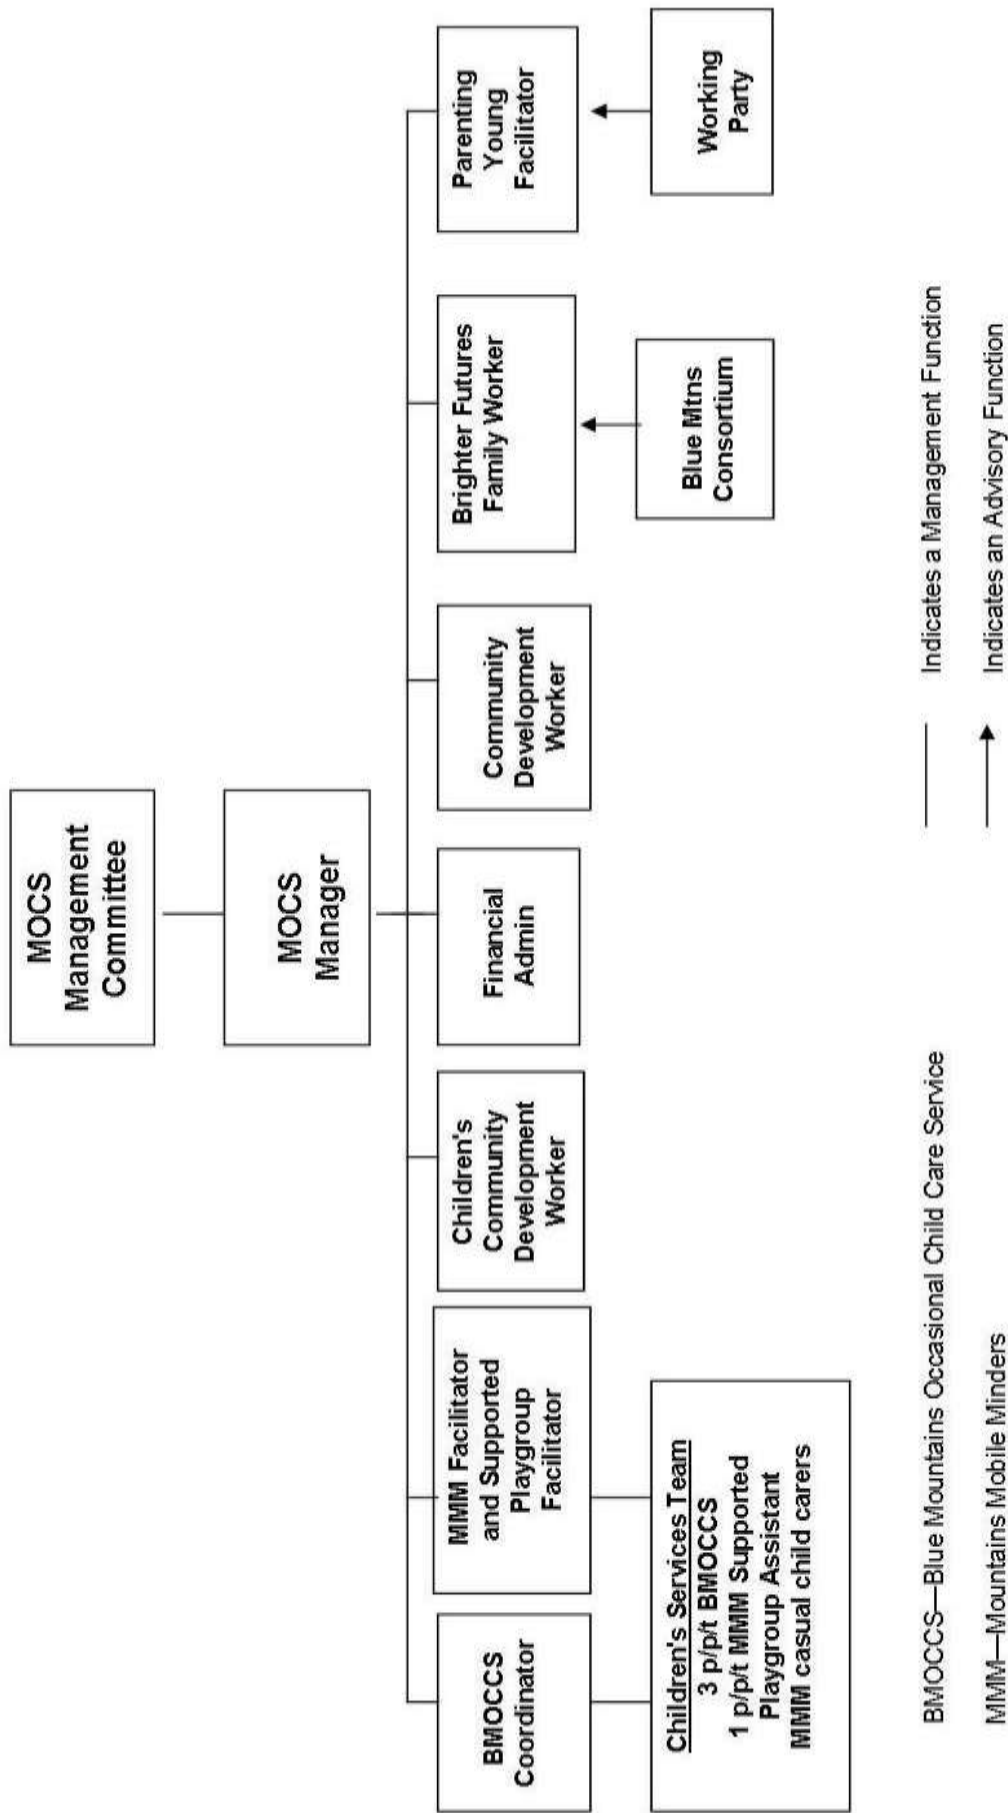 MOCS
Management
Committee
MOCS
Manager
BMOCCS
Coordinator
MMM Facilitator
and Supported
Playgroup
Facilitator
Children's
Community
Development
Worker
Financial
Admin
Community
Development
Worker
Brighter Futures
Family Worker
Parenting
Young
Facilitator
Children's Services Team
3 p/p/t BMOCCS
1 p/p/t MMM Supported
Playgroup Assistant
MMM casual child carers
Blue Mtns
Consortium
Working
Party
BMOCCS—Blue Mountains Occasional Child Care Service
Indicates a Management Function
MMM—Mountains Mobile Minders
Indicates an Advisory Function